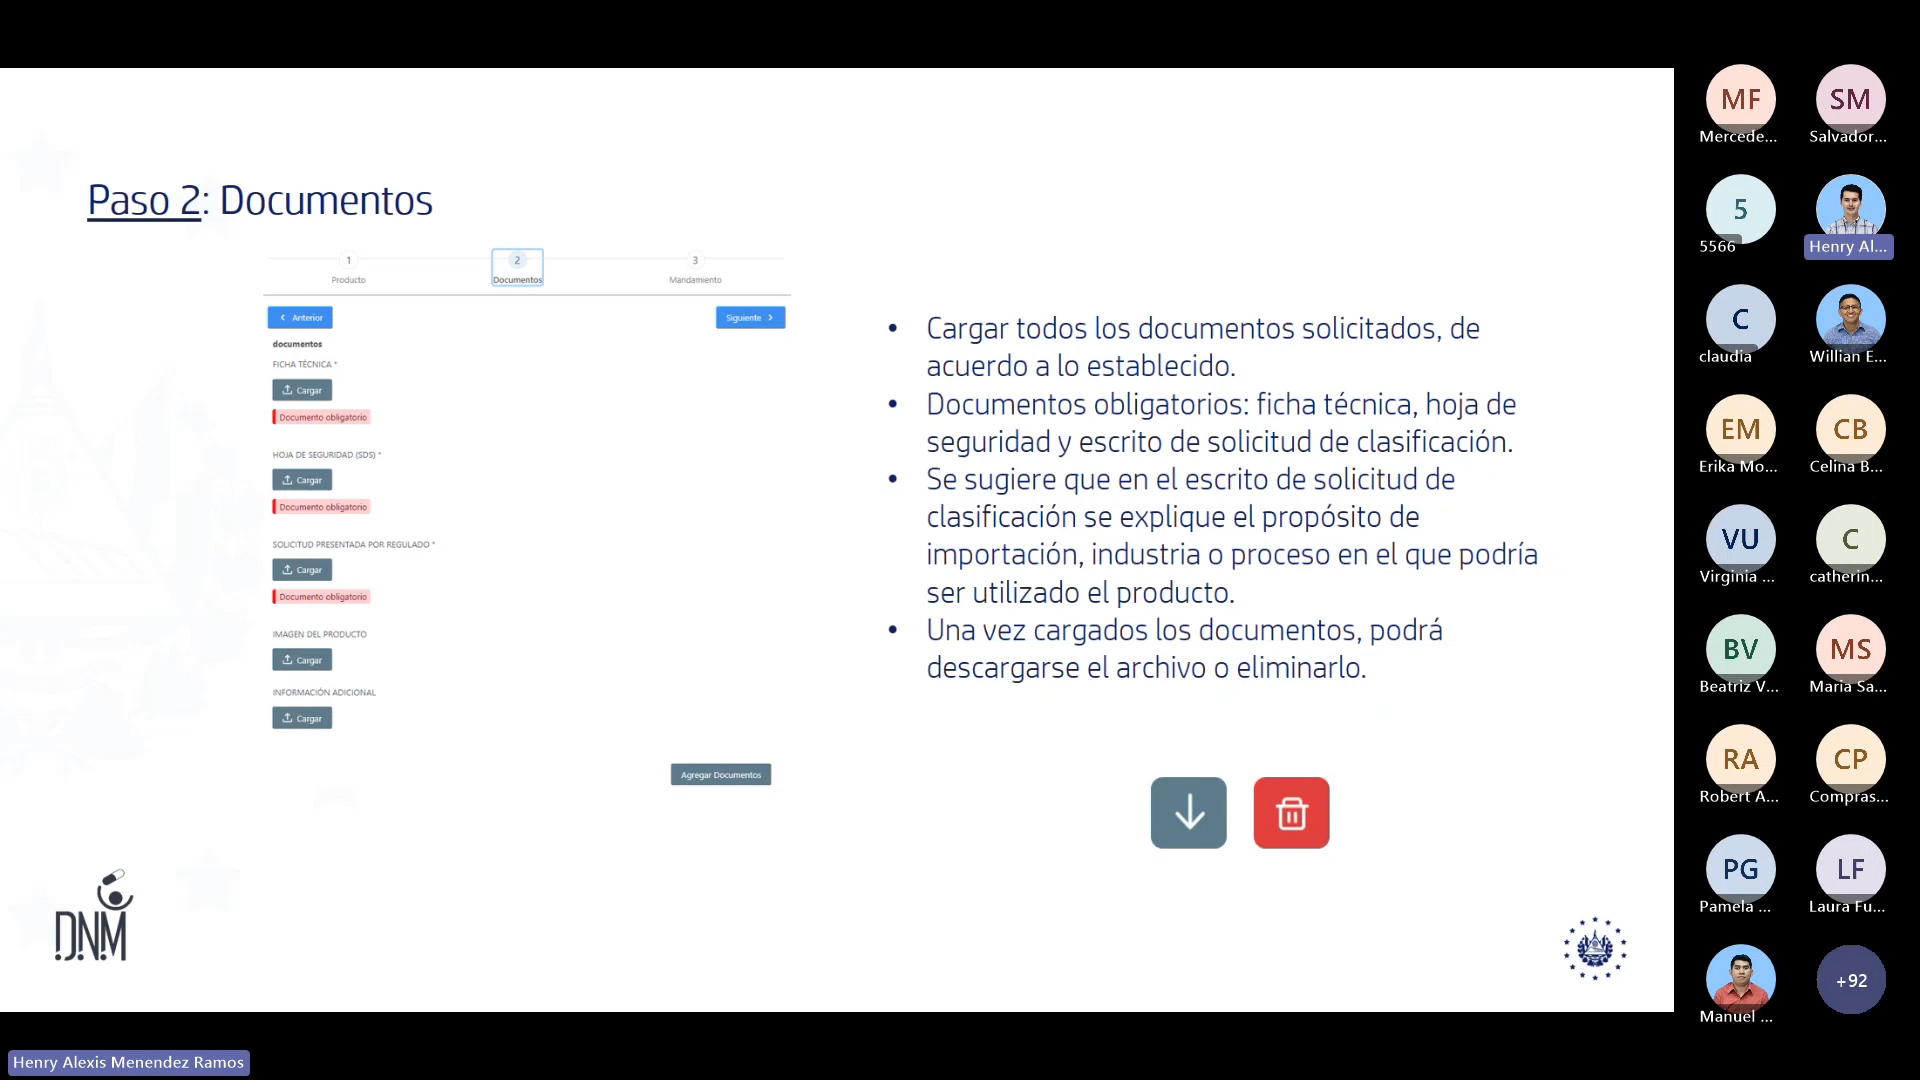 Paso 2: Documentos
1
2
3
Producto
Documentos
Mandamiento
Anterior
Siguiente
documentos
FICHA TÉCNICA *
Cargar
Documento obligatorio
HOJA DE SEGURIDAD (SDS) *
Cargar
Documento obligatorio
SOLICITUD PRESENTADA POR REGULADO *
Cargar
Documento obligatorio
IMAGEN DEL PRODUCTO
Cargar
INFORMACIÓN ADICIONAL
Cargar
Agregar Documentos
• Cargar todos los documentos solicitados, de
acuerdo a lo establecido.
• Documentos obligatorios: ficha técnica, hoja de
seguridad y escrito de solicitud de clasificación.
• Se sugiere que en el escrito de solicitud de
clasificación se explique el propósito de
importación, industria o proceso en el que podría
ser utilizado el producto.
• Una vez cargados los documentos, podrá
descargarse el archivo o eliminarlo.
DNM
MF
Mercede...
SM
Salvador...
5
5566
Henry Al...
C
claudia
Willian E...
EM
Erika Mo...
CB
Celina B...
VU
Virginia ...
C
catherin...
BV
Beatriz V...
MS
Maria Sa...
RA
Robert A...
CP
Compras...
PG
Pamela ...
LF
Laura Fu...
Manuel ...
+92
Henry Alexis Menendez Ramos